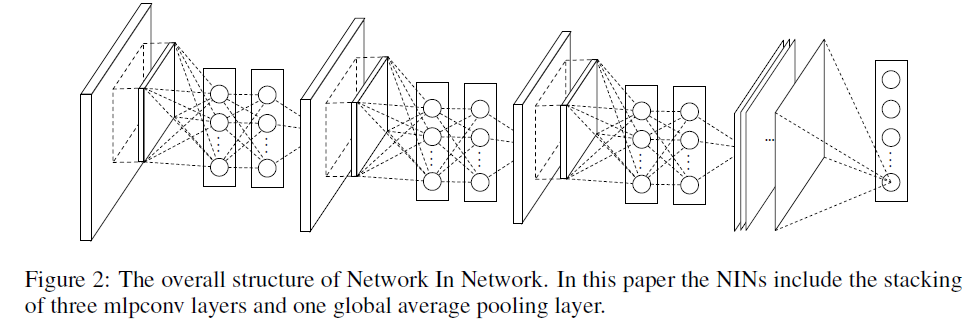 Figure 2: The overall structure of Network In Network. In this paper the NINs include the stacking
of three mlpconv layers and one global average pooling layer.